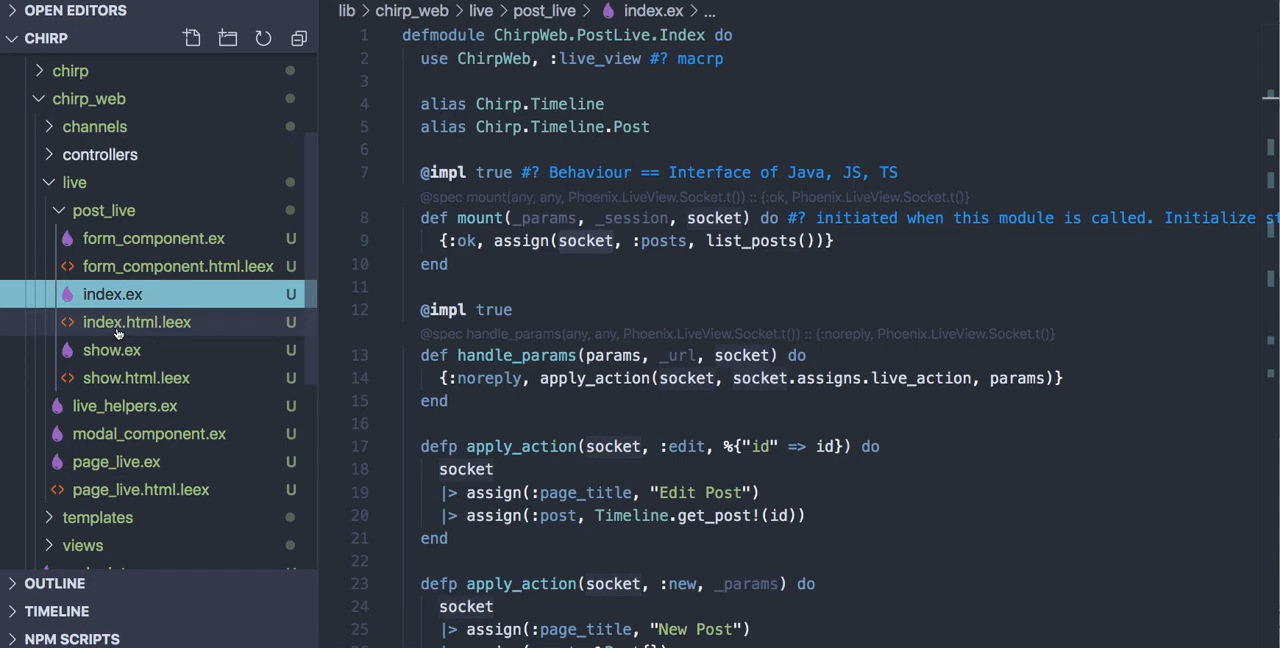 OPEN EDITORS
CHIRP
chirp
chirp_web
channels
controllers
live
post_live
form_component.ex U
form_component.html.leex U
index.ex U
index.html.leex U
show.ex U
show.html.leex U
live_helpers.ex U
modal_component.ex U
page_live.ex U
page_live.html.leex U
templates
views
OUTLINE
TIMELINE
NPM SCRIPTS
lib > chirp_web > live > post_live > index.ex > ...
1 defmodule ChirpWeb.PostLive.Index do
2 use ChirpWeb, :live_view #? macrp
3
4 alias Chirp.Timeline
5 alias Chirp.Timeline.Post
6
7 @impl true #? Behaviour == Interface of Java, JS, TS
@spec mount(any, any, Phoenix.LiveView.Socket.t()) :: {:ok, Phoenix.LiveView.Socket.t()}
8 def mount(_params, _session, socket) do #? initiated when this module is called. Initialize
9 {:ok, assign(socket, :posts, list_posts())}
10 end
11
12 @impl true
@spec handle_params(any, any, Phoenix.LiveView.Socket.t()) :: {:noreply, Phoenix.LiveView.Socket.t()}
13 def handle_params(params, _url, socket) do
14 {:noreply, apply_action(socket, socket.assigns.live_action, params)}
15 end
16
17 defp apply_action(socket, :edit, %{"id" => id}) do
18 socket
19 |> assign(:page_title, "Edit Post")
20 |> assign(:post, Timeline.get_post!(id))
21 end
22
23 defp apply_action(socket, :new, _params) do
24 socket
25 |> assign(:page_title, "New Post")